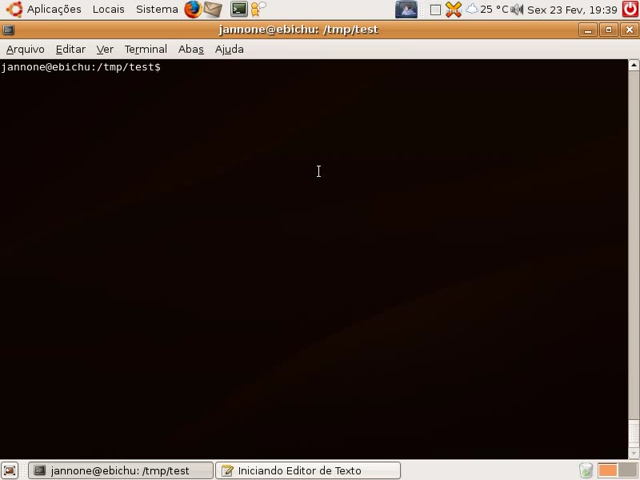 Aplicações Locais Sistema 25 °C Sex 23 Fev, 19:39
jannone@ebichu: /tmp/test
Arquivo Editar Ver Terminal Abas Ajuda
jannone@ebichu:/tmp/test$
jannone@ebichu: /tmp/test Iniciando Editor de Texto